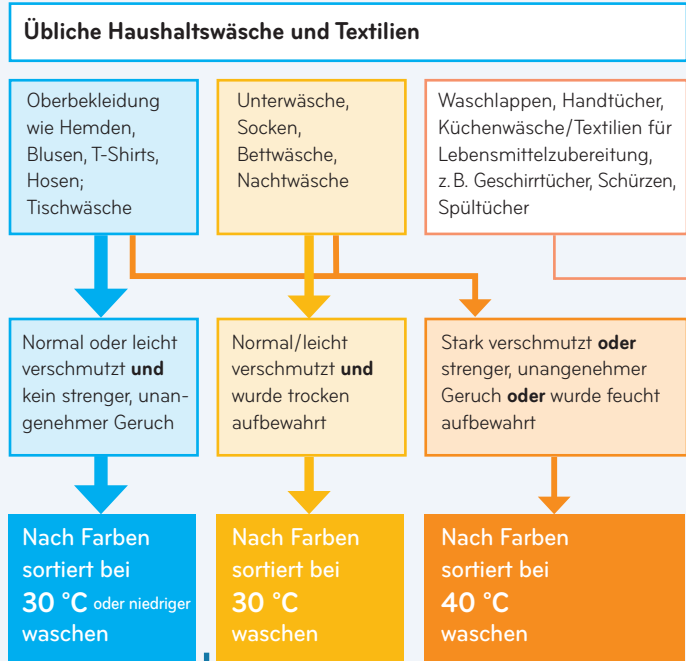 Übliche Haushaltswäsche und Textilien
Oberbekleidung
wie Hemden,
Blusen, T-Shirts,
Hosen;
Tischwäsche
Unterwäsche,
Socken,
Bettwäsche,
Nachtwäsche
Waschlappen, Handtücher,
Küchenwäsche/Textilien für
Lebensmittelzubereitung,
z. B. Geschirrtücher, Schürzen,
Spültücher
Normal oder leicht
verschmutzt und
kein strenger, unan-
genehmer Geruch
Normal/leicht
verschmutzt und
wurde trocken
aufbewahrt
Stark verschmutzt oder
strenger, unangenehmer
Geruch oder wurde feucht
aufbewahrt
Nach Farben
sortiert bei
30 °C oder niedriger
waschen
Nach Farben
sortiert bei
30 °C
waschen
Nach Farben
sortiert bei
40 °C
waschen